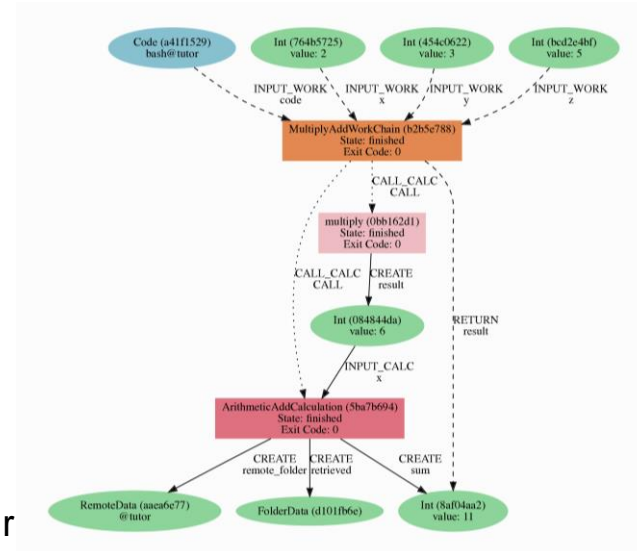 Code (a41f1529)
bash@tutor
Int (764b5725)
value: 2
Int (454c0622)
value: 3
Int (bcd2e4bf)
value: 5
INPUT_WORK
code
INPUT_WORK
x
INPUT_WORK
y
INPUT_WORK
z
MultiplyAddWorkChain (b2b5e788)
State: finished
Exit Code: 0
CALL_CALC
CALL
multiply (0bb162d1)
State: finished
Exit Code: 0
CALL_CALC
CALL
CREATE
result
RETURN
result
Int (084844da)
value: 6
INPUT_CALC
x
ArithmeticAddCalculation (5ba7b694)
State: finished
Exit Code: 0
CREATE
remote_folder
CREATE
retrieved
CREATE
sum
r
RemoteData (aaea6e77)
@tutor
FolderData (d101fb6e)
Int (8af04aa2)
value: 11